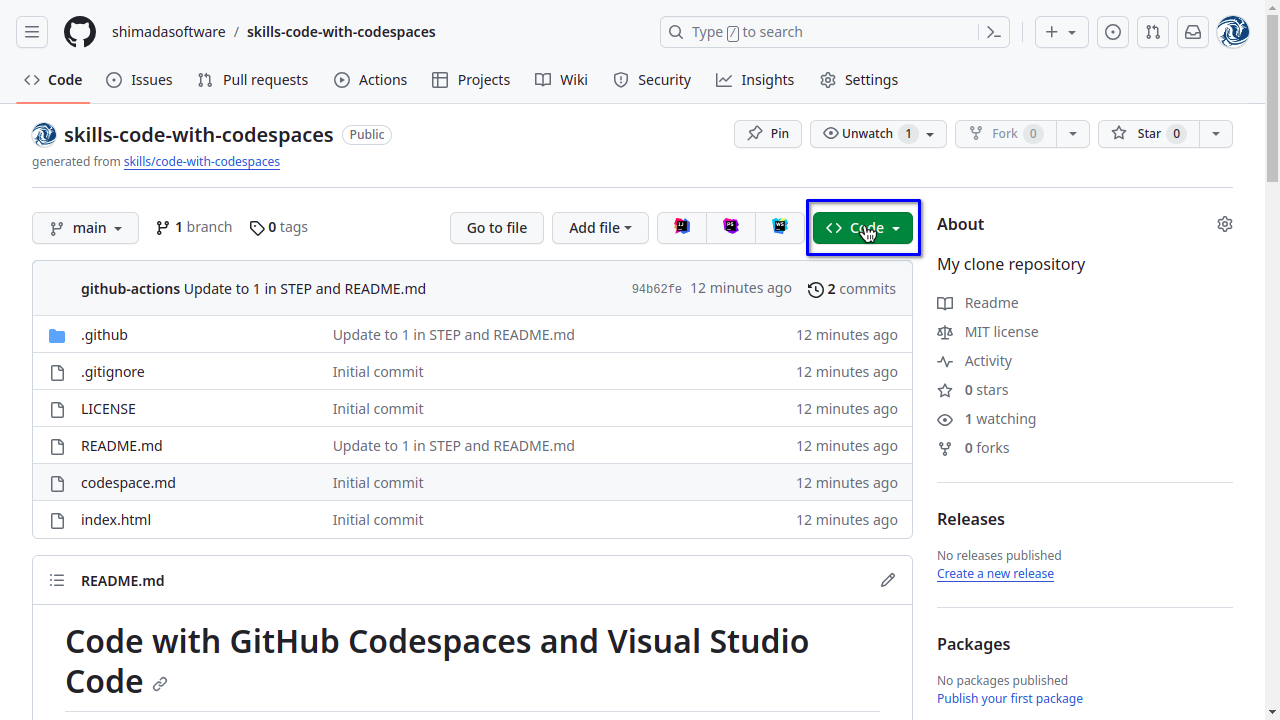 shimadasoftware / skills-code-with-codespaces
Type / to search
Code Issues Pull requests Actions Projects Wiki Security Insights Settings
skills-code-with-codespaces Public
Pin Unwatch 1 Fork 0 Star 0
generated from skills/code-with-codespaces
main 1 branch 0 tags Go to file Add file Code
github-actions Update to 1 in STEP and README.md 94b62fe 12 minutes ago 2 commits
.github Update to 1 in STEP and README.md 12 minutes ago
.gitignore Initial commit 12 minutes ago
LICENSE Initial commit 12 minutes ago
README.md Update to 1 in STEP and README.md 12 minutes ago
codespace.md Initial commit 12 minutes ago
index.html Initial commit 12 minutes ago
README.md
Code with GitHub Codespaces and Visual Studio
Code
About
My clone repository
Readme
MIT license
Activity
0 stars
1 watching
0 forks
Releases
No releases published
Create a new release
Packages
No packages published
Publish your first package